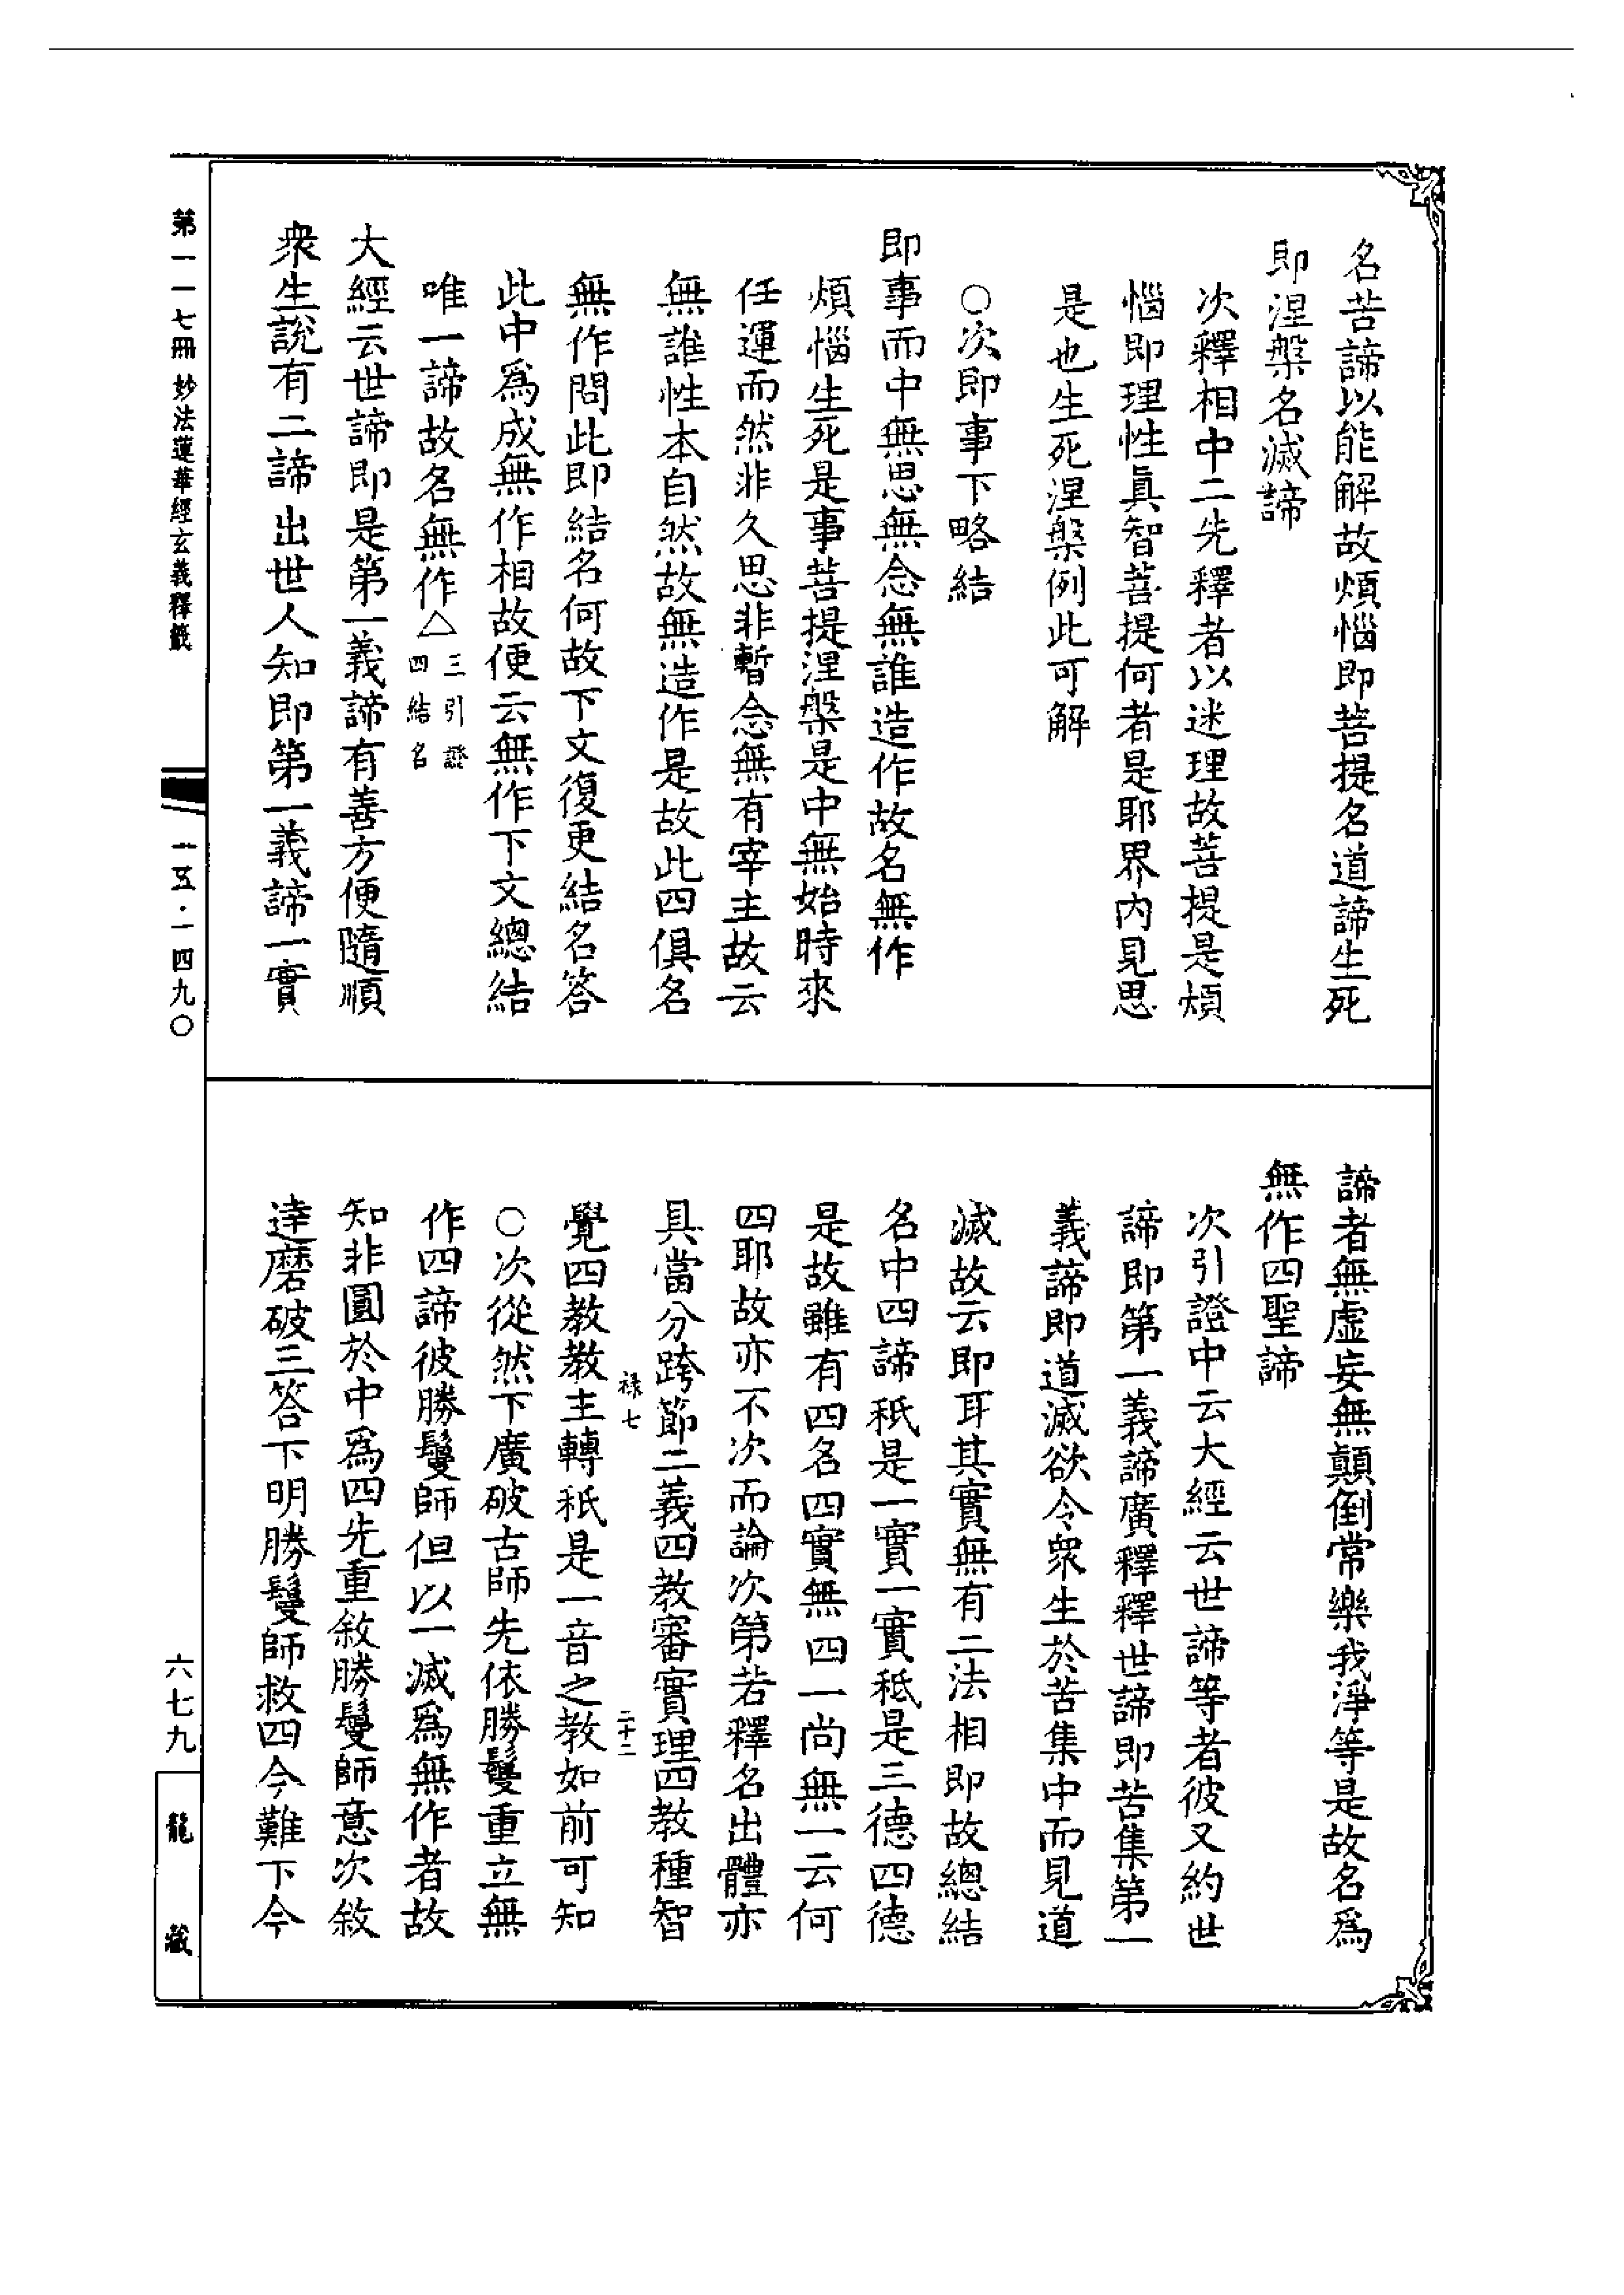 名苦諦以能解故煩惱即菩提名道諦生死
即涅槃名滅諦
次釋相中二先釋者以迷理故菩提是煩
惱即理性真智菩提何者是耶界内見思
是也生死涅槃例此可解
○次即事下略結
即事而中無思無念無誰造作故名無作
煩惱生死是事菩提涅槃是中無始時來
任運而然非久思非暫念無有宰主故云
無誰性本自然故無造作是故此四俱名
無作問此即結名何故下文復更結名答
此中爲成無作相故便云無作下文總結
唯一諦故名無作△三引證
四結名
大經云世諦即是第一義諦有善方便隨順
衆生說有二諦出世人知即第一義諦一實
諦者無虛妄無顛倒常樂我淨等是故名爲
無作四聖諦
次引證中云大經云世諦等者彼又約世
諦即第一義諦廣釋釋世諦即苦集第一
義諦即道滅欲令衆生於苦集中而見道
滅故云即耳其實無有二法相即故總結
名中四諦秖是一實一實秖是三德四德
是故雖有四名四實無四一尚無一云何
四耶故亦不次而論次第若釋名出體亦
具當分跨節二義四教審實理四教種智
祿七 二十二
覺四教教主轉秖是一音之教如前可知
○次從然下廣破古師先依勝鬘重立無
作四諦彼勝鬘師但以一滅爲無作者故
知非圓於中爲四先重敘勝鬘師意次敘
達磨破三答下明勝鬘師救四今難下今
第一一七冊 妙法蓮華經玄義釋籤
一五·一四九○
六七九
龍藏